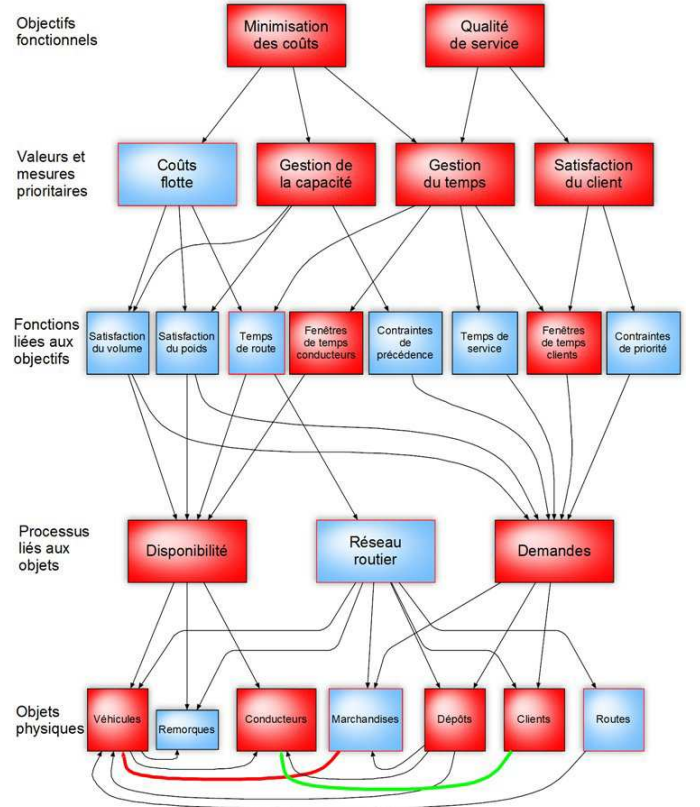 Objectifs
fonctionnels
Minimisation
des coûts
Qualité
de service
Valeurs et
mesures
prioritaires
Coûts
flotte
Gestion de
la capacité
Gestion
du temps
Satisfaction
du client
Fonctions
liées aux
objectifs
Satisfaction
du volume
Satisfaction
du poids
Temps
de route
Fenêtres
de temps
conducteurs
Contraintes
de
précédence
Temps de
service
Fenêtres
de temps
clients
Contraintes
de priorité
Processus
liés aux
objets
Disponibilité
Réseau
routier
Demandes
Objets
physiques
Véhicules
Remorques
Conducteurs
Marchandises
Dépôts
Clients
Routes